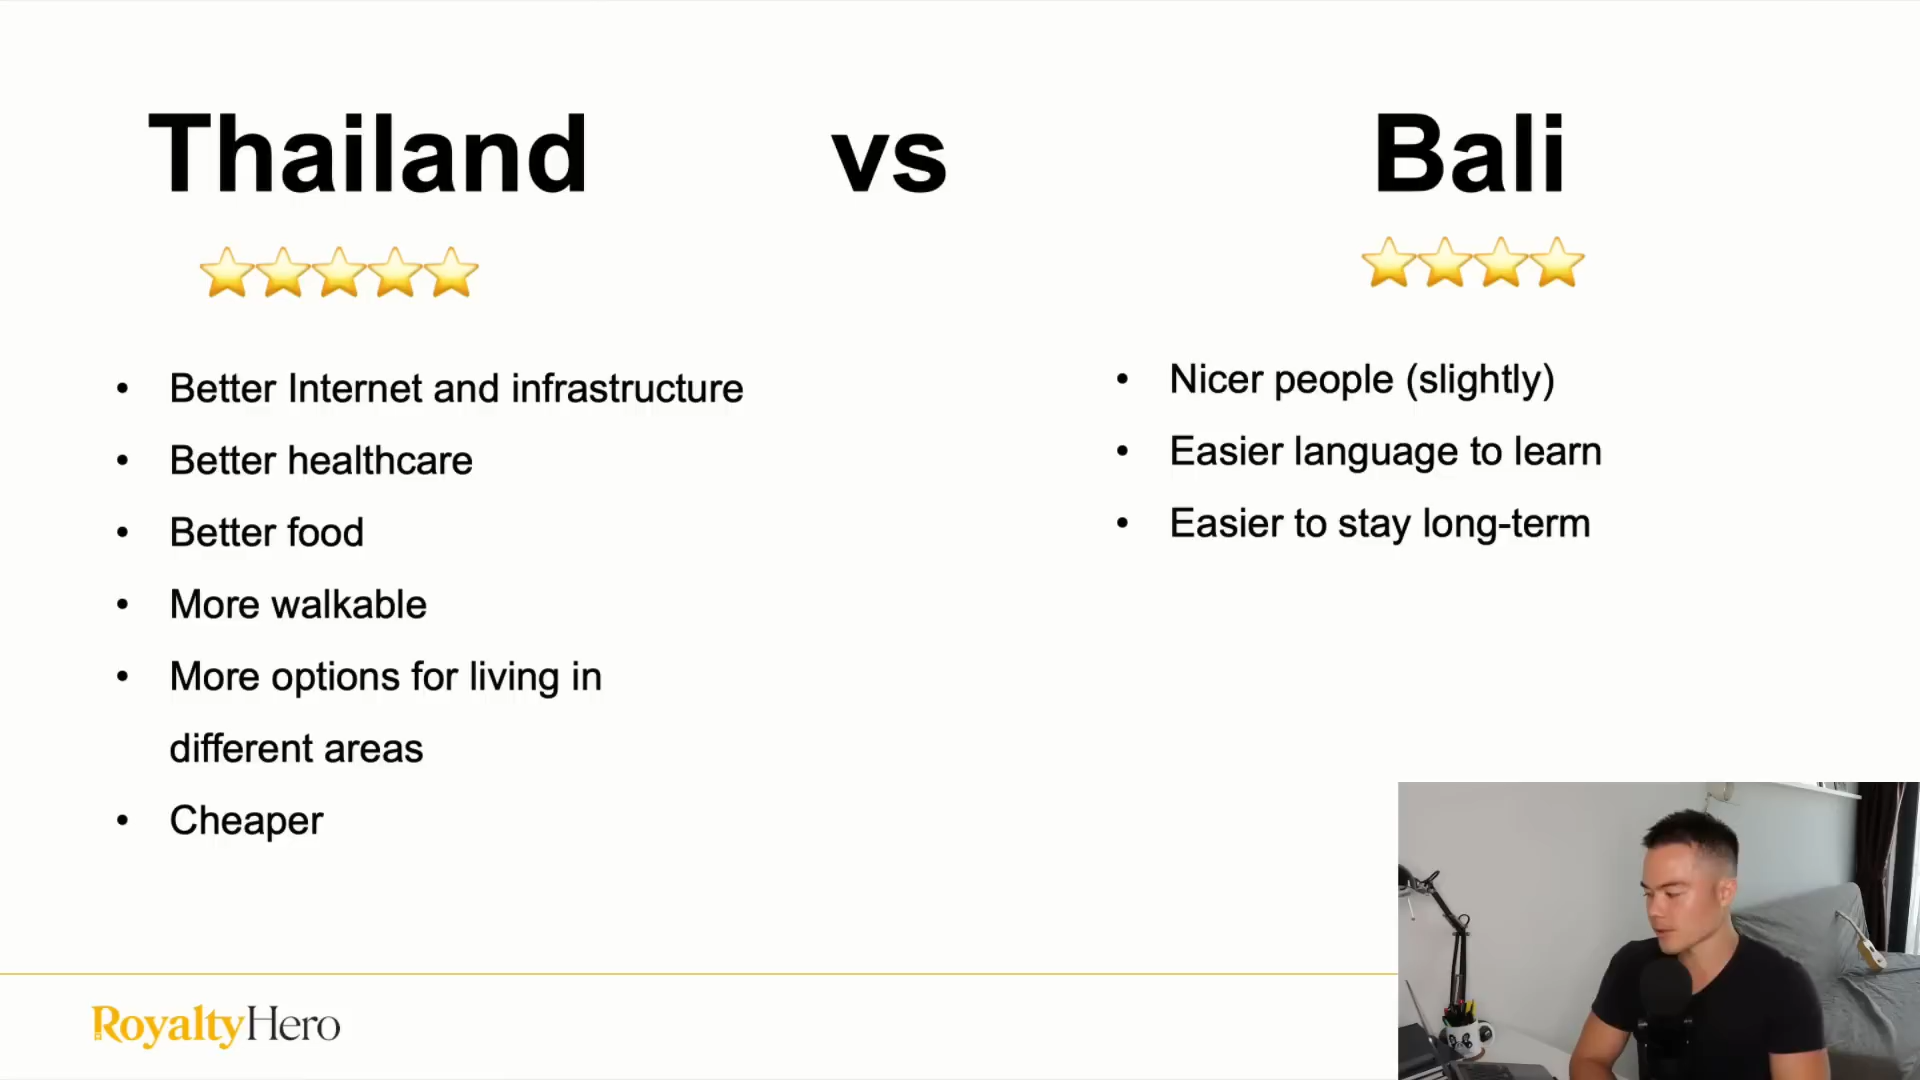 Thailand vs Bali
Better Internet and infrastructure
Better healthcare
Better food
More walkable
More options for living in
different areas
Cheaper
Nicer people (slightly)
Easier language to learn
Easier to stay long-term
RoyaltyHero